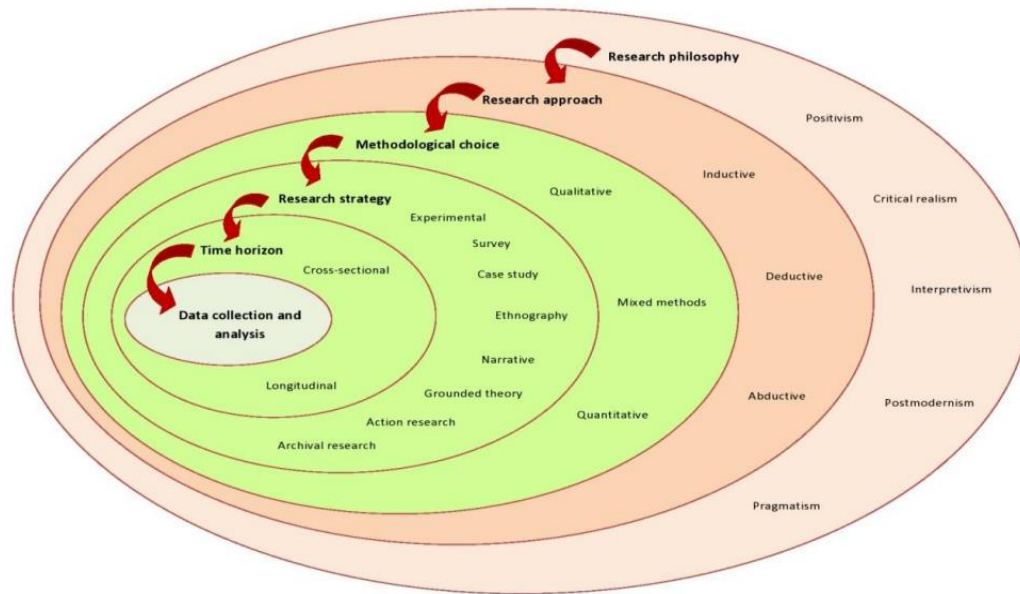 Research philosophy
Research approach
Positivism
Methodological choice
Inductive
Qualitative
Critical realism
Research strategy
Experimental
Survey
Time horizon
Cross-sectional
Case study
Deductive
Interpretivism
Mixed methods
Data collection and
analysis
Ethnography
Narrative
Longitudinal
Grounded theory
Abductive
Postmodernism
Quantitative
Action research
Archival research
Pragmatism